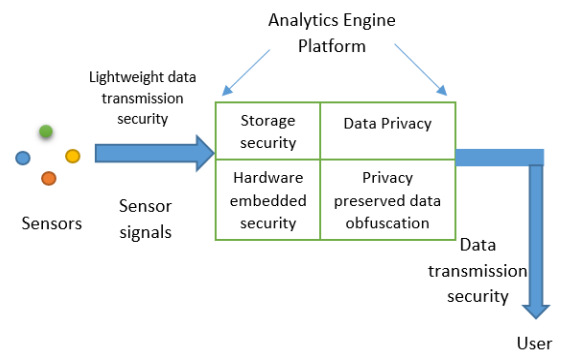 Analytics Engine
Platform
Lightweight data
transmission
security
Storage
security
Data Privacy
Hardware
embedded
security
Privacy
preserved data
obfuscation
Sensors
Sensor
signals
Data
transmission
security
User